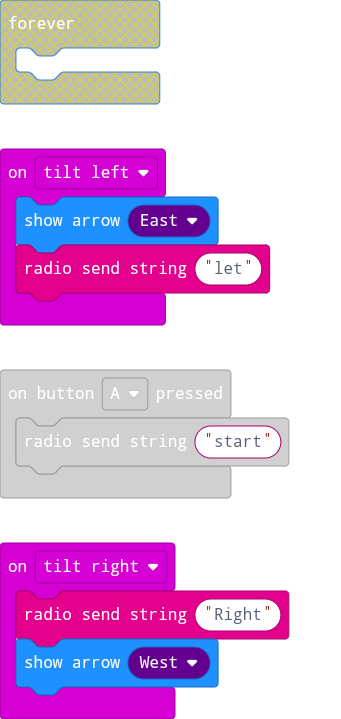 forever
on tilt left
show arrow East
radio send string "let"
on button A pressed
radio send string "start"
on tilt right
radio send string "Right"
show arrow West